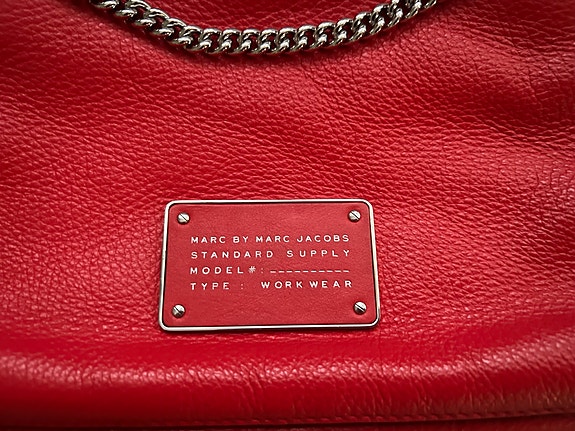 MARC BY MARC JACOBS
STANDARD SUPPLY
MODEL#: __________
TYPE : WORKWEAR